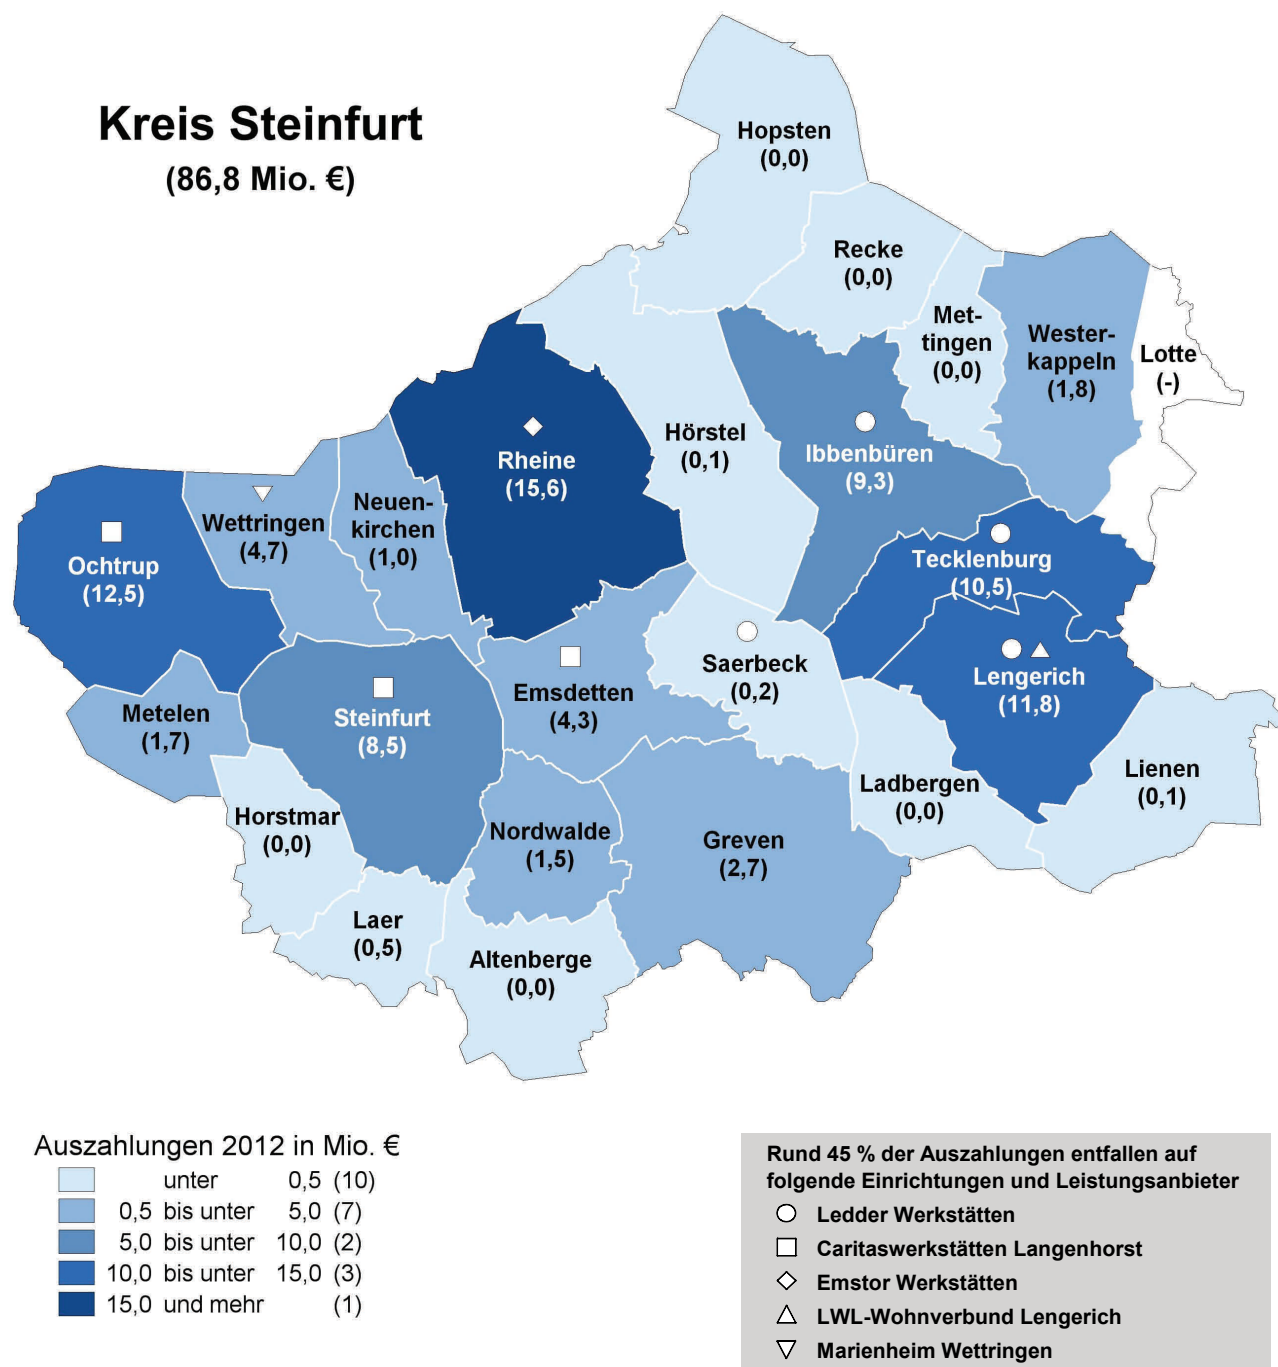 Kreis Steinfurt
(86,8 Mio. €)
Hopsten
(0,0)
Recke
(0,0)
Met-
tingen
(0,0)
Wester-
kappeln
(1,8)
Lotte
(-)
Hörstel
(0,1)
Ibbenbüren
(9,3)
Rheine
(15,6)
Neuen-
kirchen
(1,0)
Wettringen
(4,7)
Ochtrup
(12,5)
Tecklenburg
(10,5)
Lengerich
(11,8)
Saerbeck
(0,2)
Emsdetten
(4,3)
Steinfurt
(8,5)
Metelen
(1,7)
Horstmar
(0,0)
Nordwalde
(1,5)
Greven
(2,7)
Ladbergen
(0,0)
Lienen
(0,1)
Laer
(0,5)
Altenberge
(0,0)
Auszahlungen 2012 in Mio. €
unter 0,5 (10)
0,5 bis unter 5,0 (7)
5,0 bis unter 10,0 (2)
10,0 bis unter 15,0 (3)
15,0 und mehr (1)
Rund 45 % der Auszahlungen entfallen auf
folgende Einrichtungen und Leistungsanbieter
Ledder Werkstätten
Caritaswerkstätten Langenhorst
Emstor Werkstätten
LWL-Wohnverbund Lengerich
Marienheim Wettringen